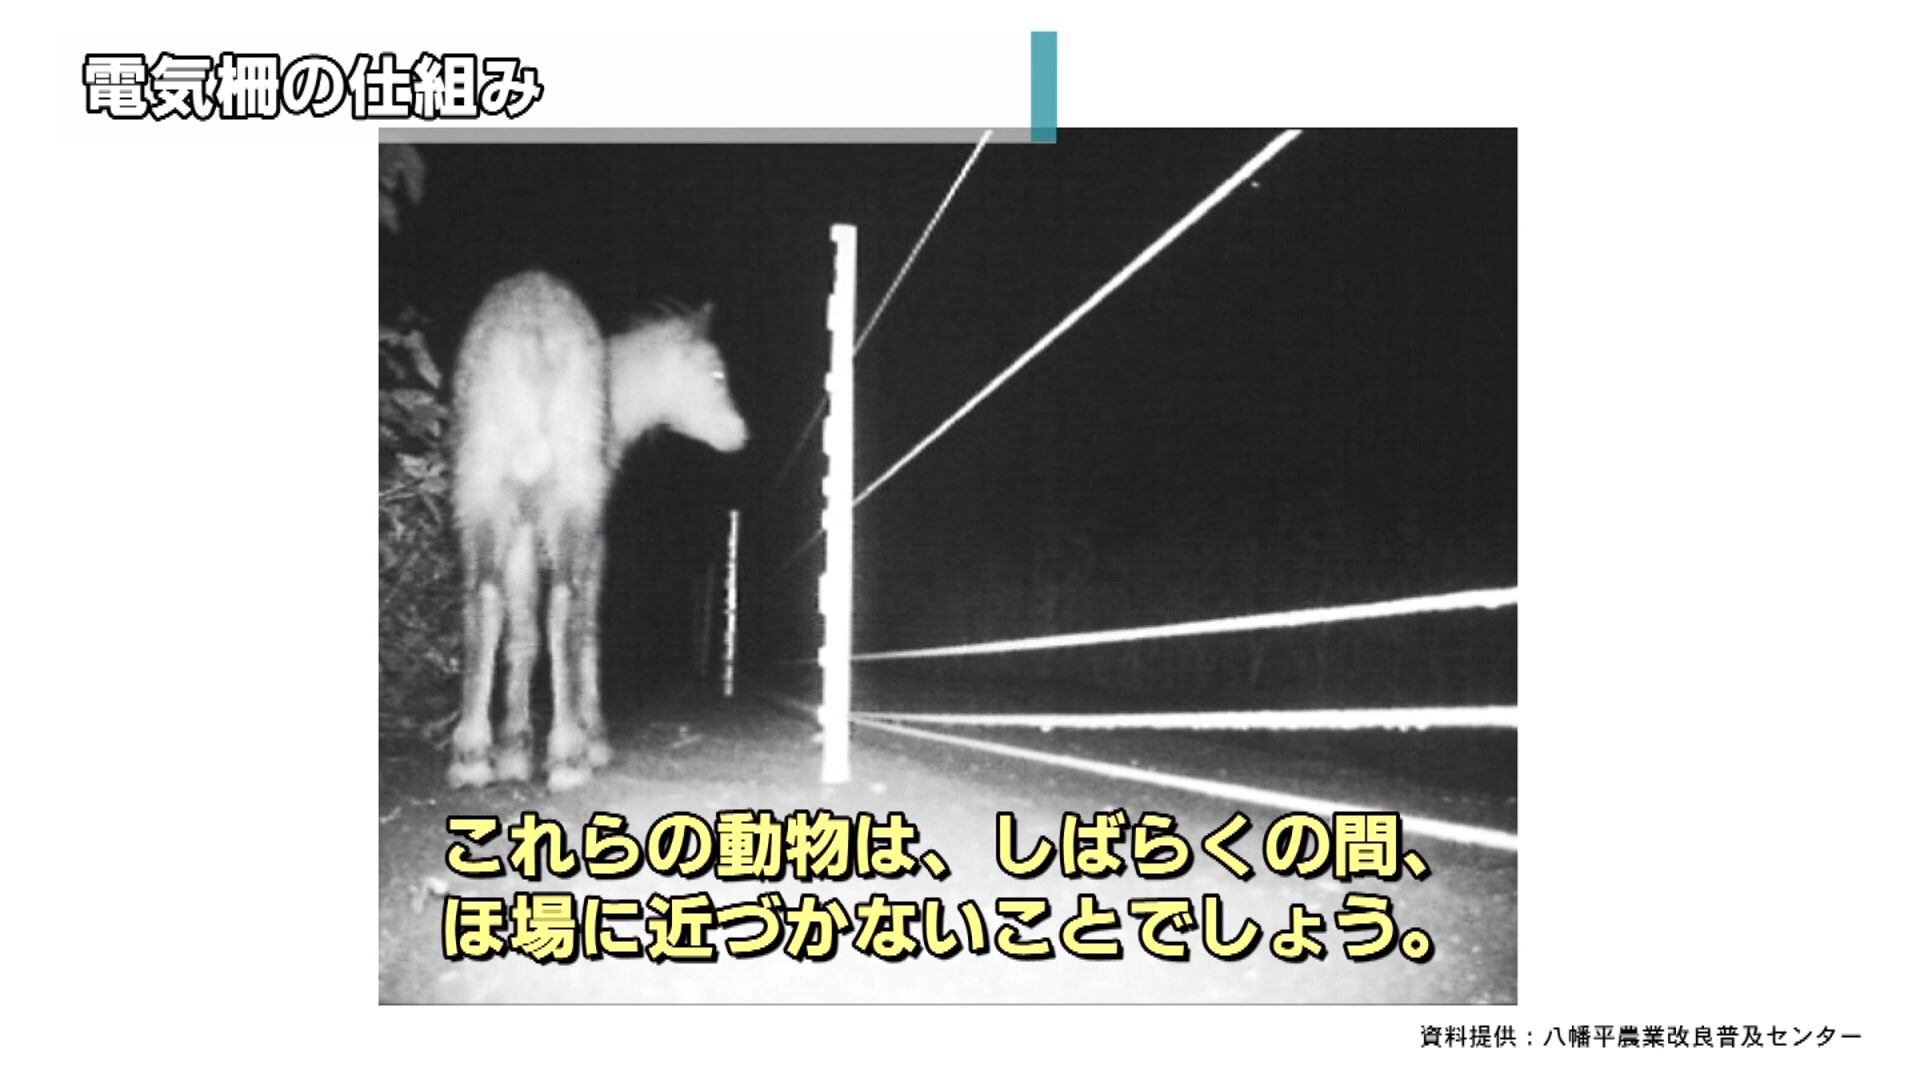 電気柵の仕組み
これらの動物は、しばらくの間、
ほ場に近づかないことでしょう。
資料提供：八幡平農業改良普及センター